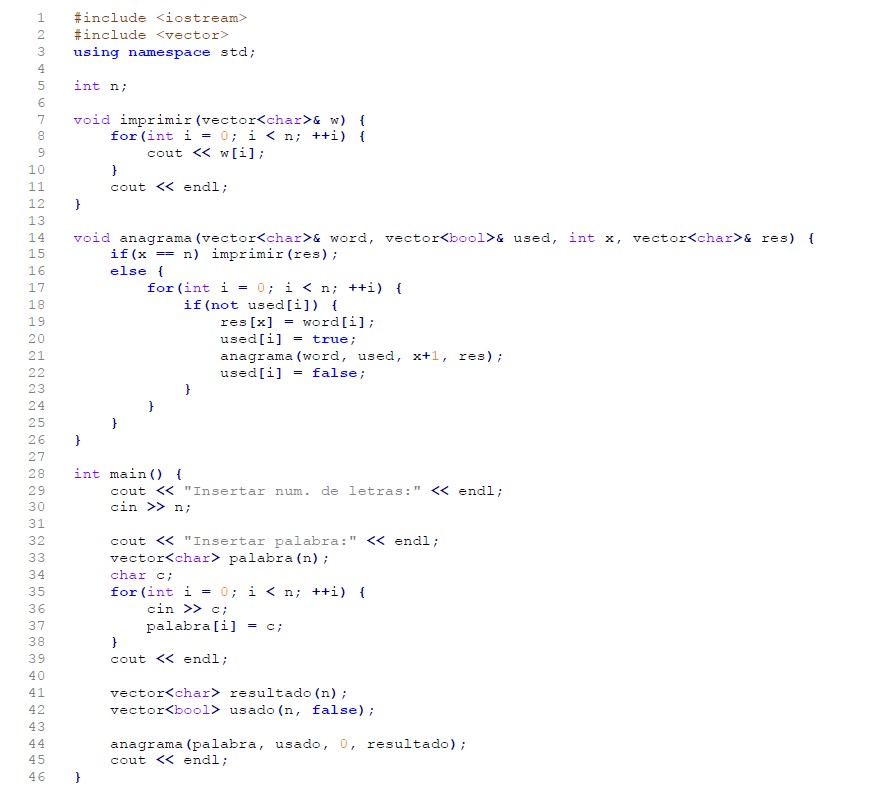 1 #include <iostream>
2 #include <vector>
3 using namespace std;
4
5 int n;
6
7 void imprimir(vector<char>& w) {
8     for(int i = 0; i < n; ++i) {
9         cout << w[i];
10     }
11     cout << endl;
12 }
13
14 void anagrama(vector<char>& word, vector<bool>& used, int x, vector<char>& res) {
15     if(x == n) imprimir(res);
16     else {
17         for(int i = 0; i < n; ++i) {
18             if(not used[i]) {
19                 res[x] = word[i];
20                 used[i] = true;
21                 anagrama(word, used, x+1, res);
22                 used[i] = false;
23             }
24         }
25     }
26 }
27
28 int main() {
29     cout << "Insertar num. de letras:" << endl;
30     cin >> n;
31
32     cout << "Insertar palabra:" << endl;
33     vector<char> palabra(n);
34     char c;
35     for(int i = 0; i < n; ++i) {
36         cin >> c;
37         palabra[i] = c;
38     }
39     cout << endl;
40
41     vector<char> resultado(n);
42     vector<bool> usado(n, false);
43
44     anagrama(palabra, usado, 0, resultado);
45     cout << endl;
46 }